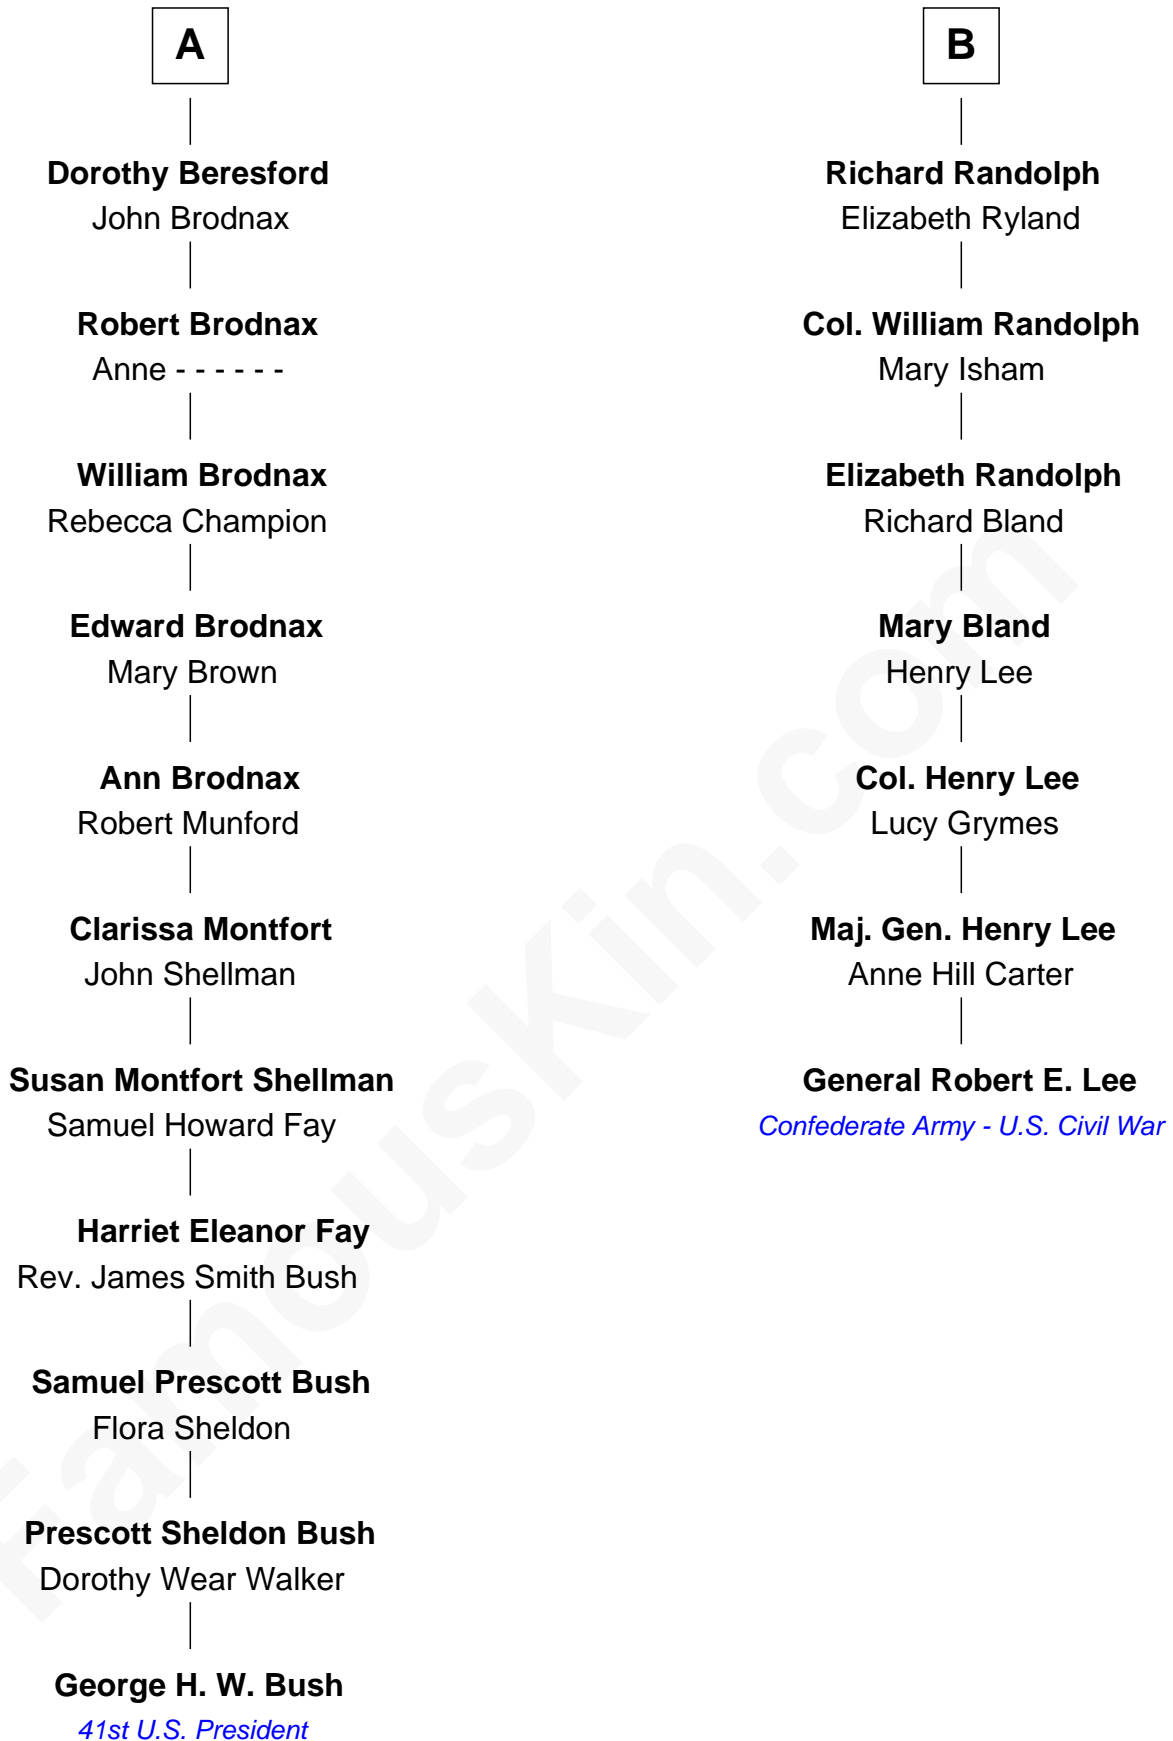 A
Dorothy Beresford
John Brodnax
Robert Brodnax
Anne - - - - - -
William Brodnax
Rebecca Champion
Edward Brodnax
Mary Brown
Ann Brodnax
Robert Munford
Clarissa Montfort
John Shellman
Susan Montfort Shellman
Samuel Howard Fay
Harriet Eleanor Fay
Rev. James Smith Bush
Samuel Prescott Bush
Flora Sheldon
Prescott Sheldon Bush
Dorothy Wear Walker
George H. W. Bush
41st U.S. President
B
Richard Randolph
Elizabeth Ryland
Col. William Randolph
Mary Isham
Elizabeth Randolph
Richard Bland
Mary Bland
Henry Lee
Col. Henry Lee
Lucy Grymes
Maj. Gen. Henry Lee
Anne Hill Carter
General Robert E. Lee
Confederate Army - U.S. Civil War
FamousKin.com